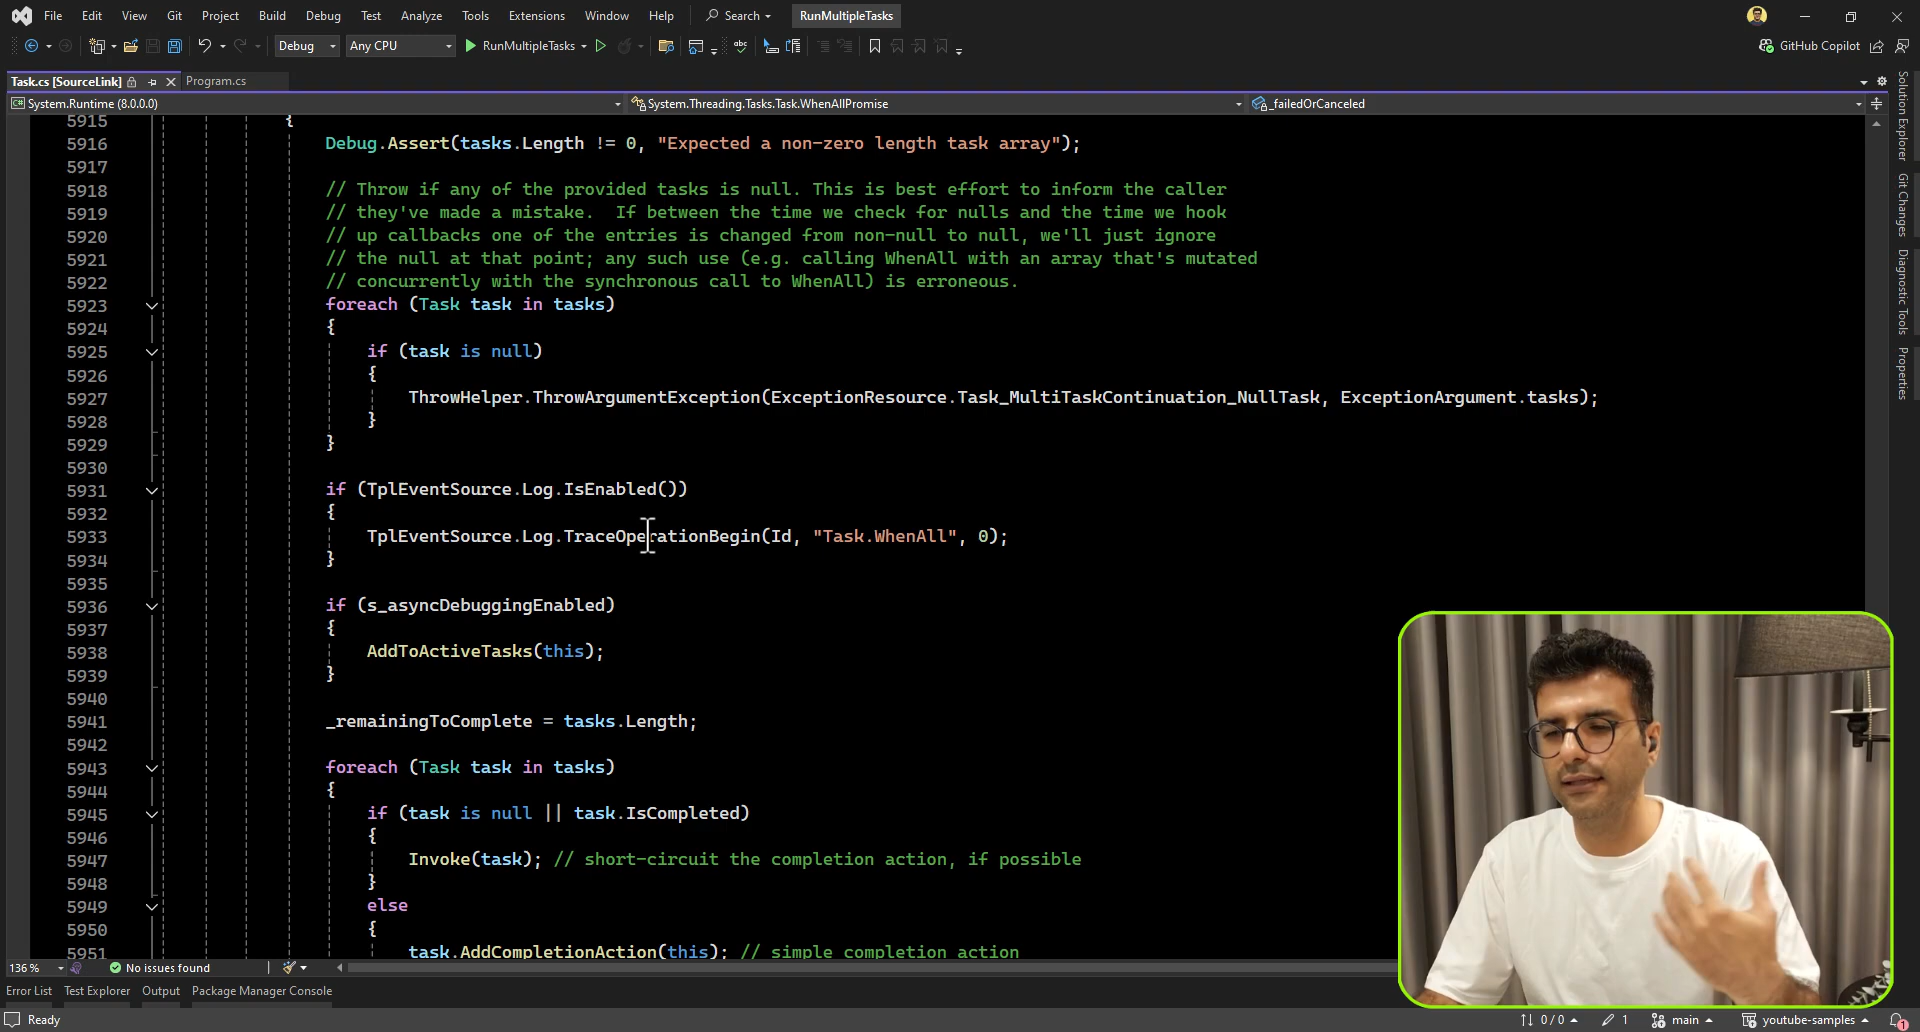 File Edit View Git Project Build Debug Test Analyze Tools Extensions Window Help Search RunMultipleTasks
Debug Any CPU RunMultipleTasks abc GitHub Copilot
Task.cs [SourceLink] Program.cs
C# System.Runtime (8.0.0.0) System.Threading.Tasks.Task.WhenAllPromise _failedOrCanceled
5915 {
5916 Debug.Assert(tasks.Length != 0, "Expected a non-zero length task array");
5917
5918 // Throw if any of the provided tasks is null. This is best effort to inform the caller
5919 // they've made a mistake.  If between the time we check for nulls and the time we hook
5920 // up callbacks one of the entries is changed from non-null to null, we'll just ignore
5921 // the null at that point; any such use (e.g. calling WhenAll with an array that's mutated
5922 // concurrently with the synchronous call to WhenAll) is erroneous.
5923 foreach (Task task in tasks)
5924 {
5925 if (task is null)
5926 {
5927 ThrowHelper.ThrowArgumentException(ExceptionResource.Task_MultiTaskContinuation_NullTask, ExceptionArgument.tasks);
5928 }
5929 }
5930
5931 if (TplEventSource.Log.IsEnabled())
5932 {
5933 TplEventSource.Log.TraceOperationBegin(Id, "Task.WhenAll", 0);
5934 }
5935
5936 if (s_asyncDebuggingEnabled)
5937 {
5938 AddToActiveTasks(this);
5939 }
5940
5941 _remainingToComplete = tasks.Length;
5942
5943 foreach (Task task in tasks)
5944 {
5945 if (task is null || task.IsCompleted)
5946 {
5947 Invoke(task); // short-circuit the completion action, if possible
5948 }
5949 else
5950 {
5951 task.AddCompletionAction(this); // simple completion action
Solution Explorer
Git Changes
Diagnostic Tools
Properties
136 % No issues found
Error List Test Explorer Output Package Manager Console
Ready 0 / 0 1 main youtube-samples 1